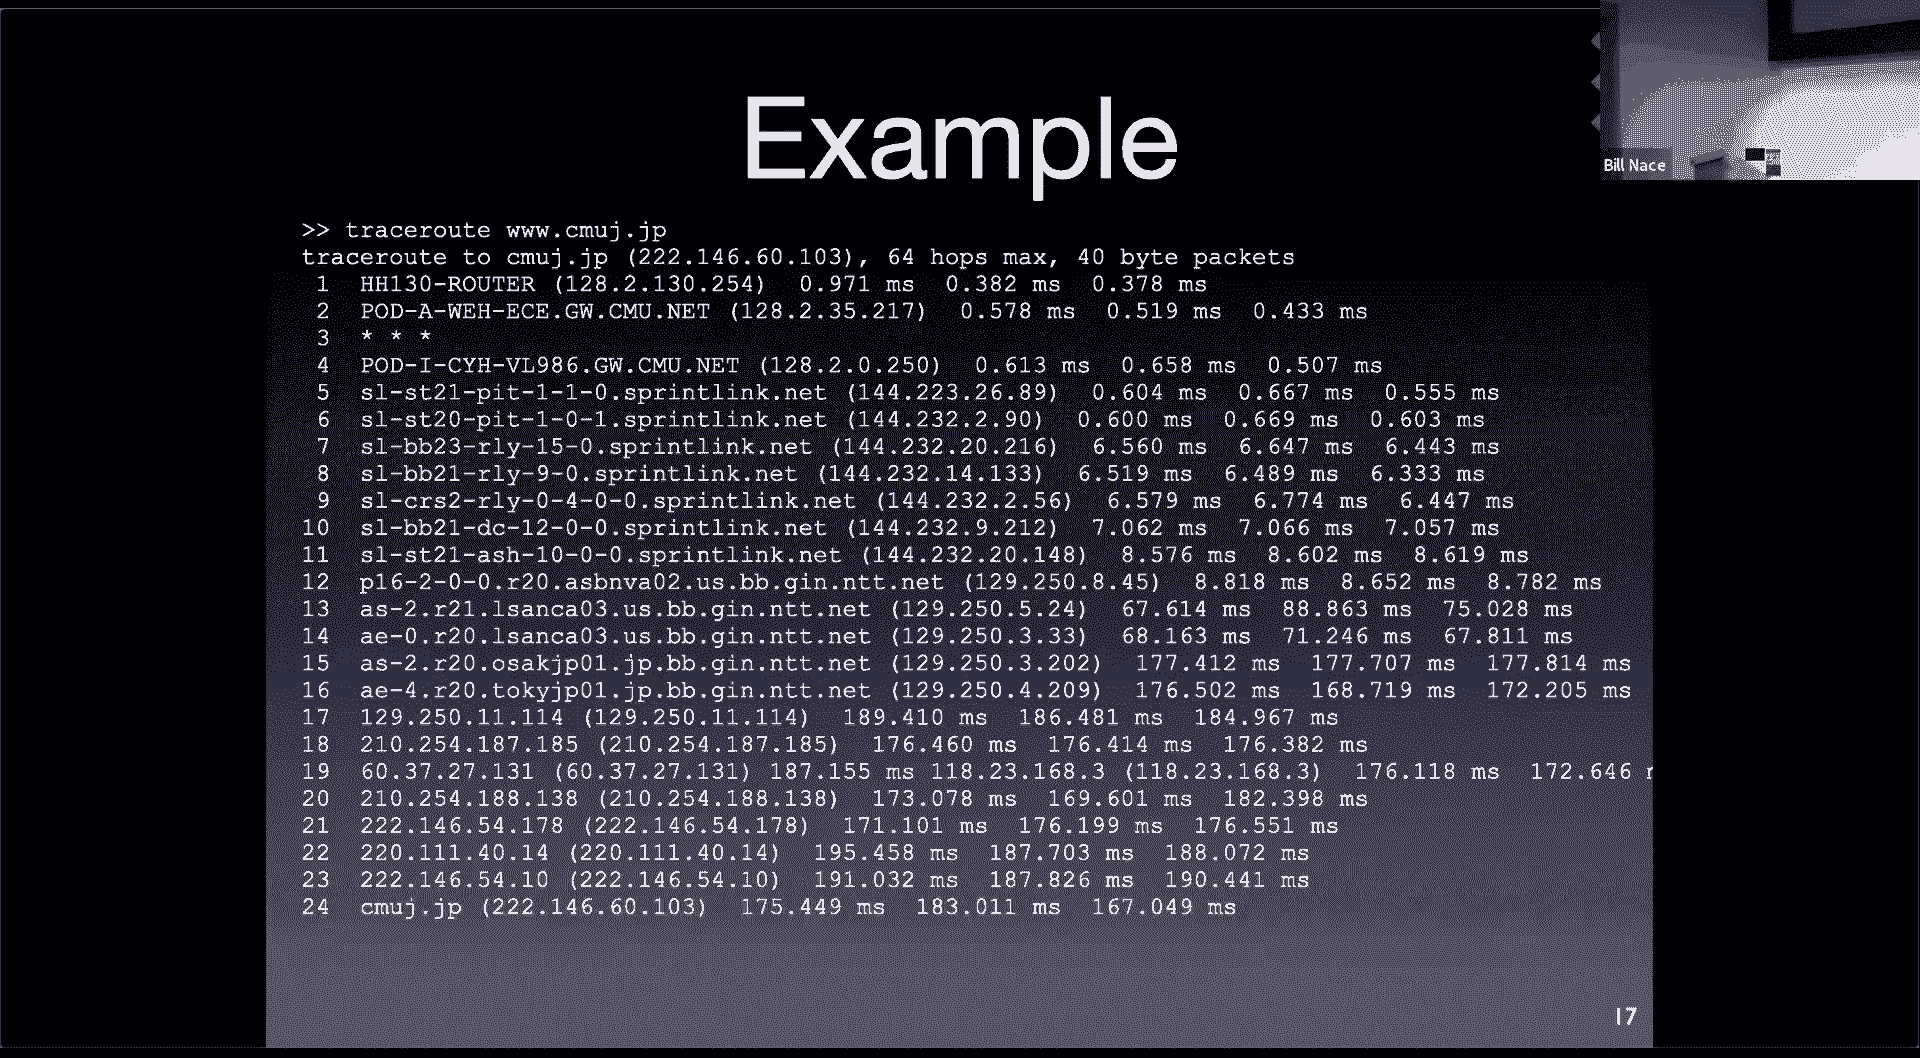 Example
Bill Nace
>> traceroute www.cmuj.jp
traceroute to cmuj.jp (222.146.60.103), 64 hops max, 40 byte packets
1 HH130-ROUTER (128.2.130.254) 0.971 ms 0.382 ms 0.378 ms
2 POD-A-WEH-ECE.GW.CMU.NET (128.2.35.217) 0.578 ms 0.519 ms 0.433 ms
3 * * *
4 POD-I-CYH-VL986.GW.CMU.NET (128.2.0.250) 0.613 ms 0.658 ms 0.507 ms
5 sl-st21-pit-1-1-0.sprintlink.net (144.223.26.89) 0.604 ms 0.667 ms 0.555 ms
6 sl-st20-pit-1-0-1.sprintlink.net (144.232.2.90) 0.600 ms 0.669 ms 0.603 ms
7 sl-bb23-rly-15-0.sprintlink.net (144.232.20.216) 6.560 ms 6.647 ms 6.443 ms
8 sl-bb21-rly-9-0.sprintlink.net (144.232.14.133) 6.519 ms 6.489 ms 6.333 ms
9 sl-crs2-rly-0-4-0-0.sprintlink.net (144.232.2.56) 6.579 ms 6.774 ms 6.447 ms
10 sl-bb21-dc-12-0-0.sprintlink.net (144.232.9.212) 7.062 ms 7.066 ms 7.057 ms
11 sl-st21-ash-10-0-0.sprintlink.net (144.232.20.148) 8.576 ms 8.602 ms 8.619 ms
12 p16-2-0-0.r20.asbnva02.us.bb.gin.ntt.net (129.250.8.45) 8.818 ms 8.652 ms 8.782 ms
13 as-2.r21.lsanca03.us.bb.gin.ntt.net (129.250.5.24) 67.614 ms 88.863 ms 75.028 ms
14 ae-0.r20.lsanca03.us.bb.gin.ntt.net (129.250.3.33) 68.163 ms 71.246 ms 67.811 ms
15 as-2.r20.osakjp01.jp.bb.gin.ntt.net (129.250.3.202) 177.412 ms 177.707 ms 177.814 ms
16 ae-4.r20.tokyjp01.jp.bb.gin.ntt.net (129.250.4.209) 176.502 ms 168.719 ms 172.205 ms
17 129.250.11.114 (129.250.11.114) 189.410 ms 186.481 ms 184.967 ms
18 210.254.187.185 (210.254.187.185) 176.460 ms 176.414 ms 176.382 ms
19 60.37.27.131 (60.37.27.131) 187.155 ms 118.23.168.3 (118.23.168.3) 176.118 ms 172.646
20 210.254.188.138 (210.254.188.138) 173.078 ms 169.601 ms 182.398 ms
21 222.146.54.178 (222.146.54.178) 171.101 ms 176.199 ms 176.551 ms
22 220.111.40.14 (220.111.40.14) 195.458 ms 187.703 ms 188.072 ms
23 222.146.54.10 (222.146.54.10) 191.032 ms 187.826 ms 190.441 ms
24 cmuj.jp (222.146.60.103) 175.449 ms 183.011 ms 167.049 ms
17